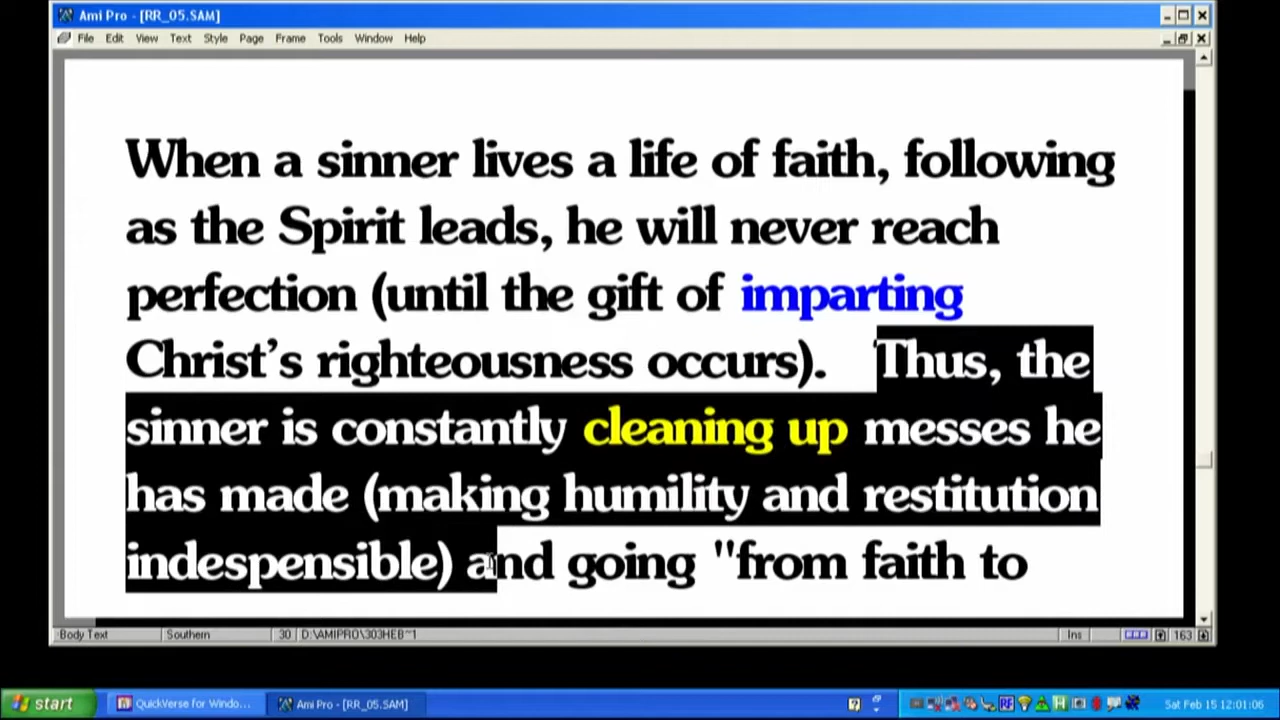 Ami Pro - [RR_05.SAM]
File Edit View Text Style Page Frame Tools Window Help
When a sinner lives a life of faith, following
as the Spirit leads, he will never reach
perfection (until the gift of imparting
Christ's righteousness occurs). Thus, the
sinner is constantly cleaning up messes he
has made (making humility and restitution
indespensible) and going "from faith to
Body Text Southern 30 D:\AMIPRO\303HEB~1 Ins 163
start QuickVerse for Windo... Ami Pro - [RR_05.SAM] ? RF H Sat Feb 15 12:01:06